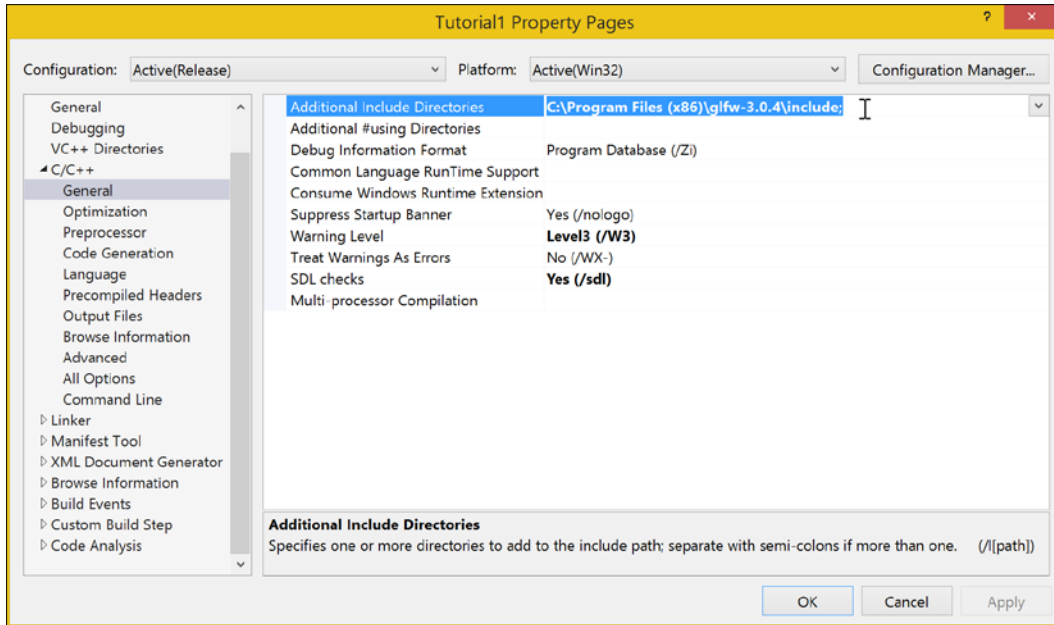 Tutorial1 Property Pages
?
Configuration: Active(Release) Platform: Active(Win32) Configuration Manager...
General
Debugging
VC++ Directories
C/C++
General
Optimization
Preprocessor
Code Generation
Language
Precompiled Headers
Output Files
Browse Information
Advanced
All Options
Command Line
Linker
Manifest Tool
XML Document Generator
Browse Information
Build Events
Custom Build Step
Code Analysis
Additional Include Directories C:\Program Files (x86)\glfw-3.0.4\include;
Additional #using Directories
Debug Information Format Program Database (/Zi)
Common Language RunTime Support
Consume Windows Runtime Extension
Suppress Startup Banner Yes (/nologo)
Warning Level Level3 (/W3)
Treat Warnings As Errors No (/WX-)
SDL checks Yes (/sdl)
Multi-processor Compilation
Additional Include Directories
Specifies one or more directories to add to the include path; separate with semi-colons if more than one. (/I[path])
OK Cancel Apply